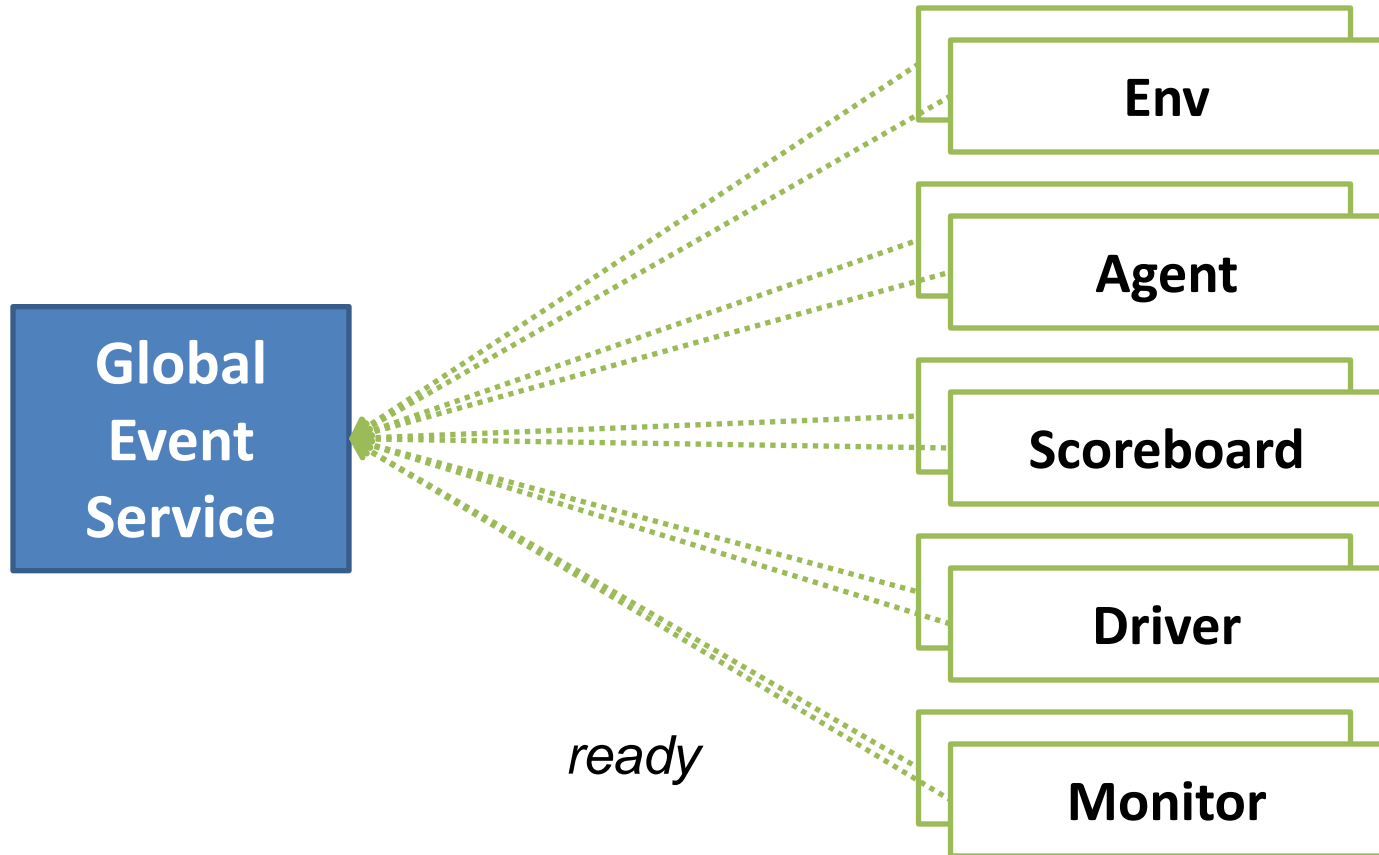 Global
Event
Service
Env
Agent
Scoreboard
Driver
Monitor
ready